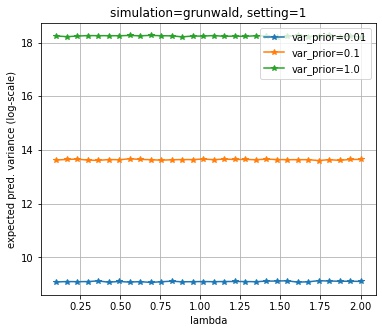 simulation=grunwald, setting=1
expected pred. variance (log-scale)
18
16
14
12
10
var_prior=0.01
var_prior=0.1
var_prior=1.0
0.25 0.50 0.75 1.00 1.25 1.50 1.75 2.00
lambda